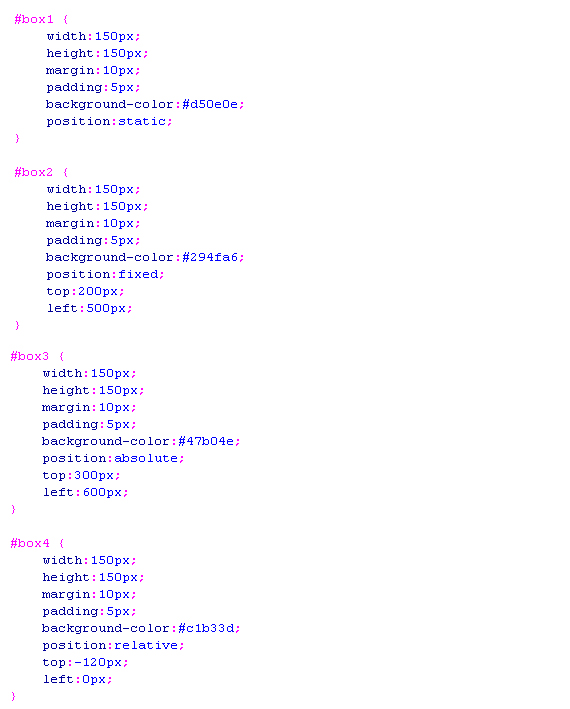 #box1 {
    width:150px;
    height:150px;
    margin:10px;
    padding:5px;
    background-color:#d50e0e;
    position:static;
}

#box2 {
    width:150px;
    height:150px;
    margin:10px;
    padding:5px;
    background-color:#294fa6;
    position:fixed;
    top:200px;
    left:500px;
}

#box3 {
    width:150px;
    height:150px;
    margin:10px;
    padding:5px;
    background-color:#47b04e;
    position:absolute;
    top:300px;
    left:600px;
}

#box4 {
    width:150px;
    height:150px;
    margin:10px;
    padding:5px;
    background-color:#c1b33d;
    position:relative;
    top:-120px;
    left:0px;
}